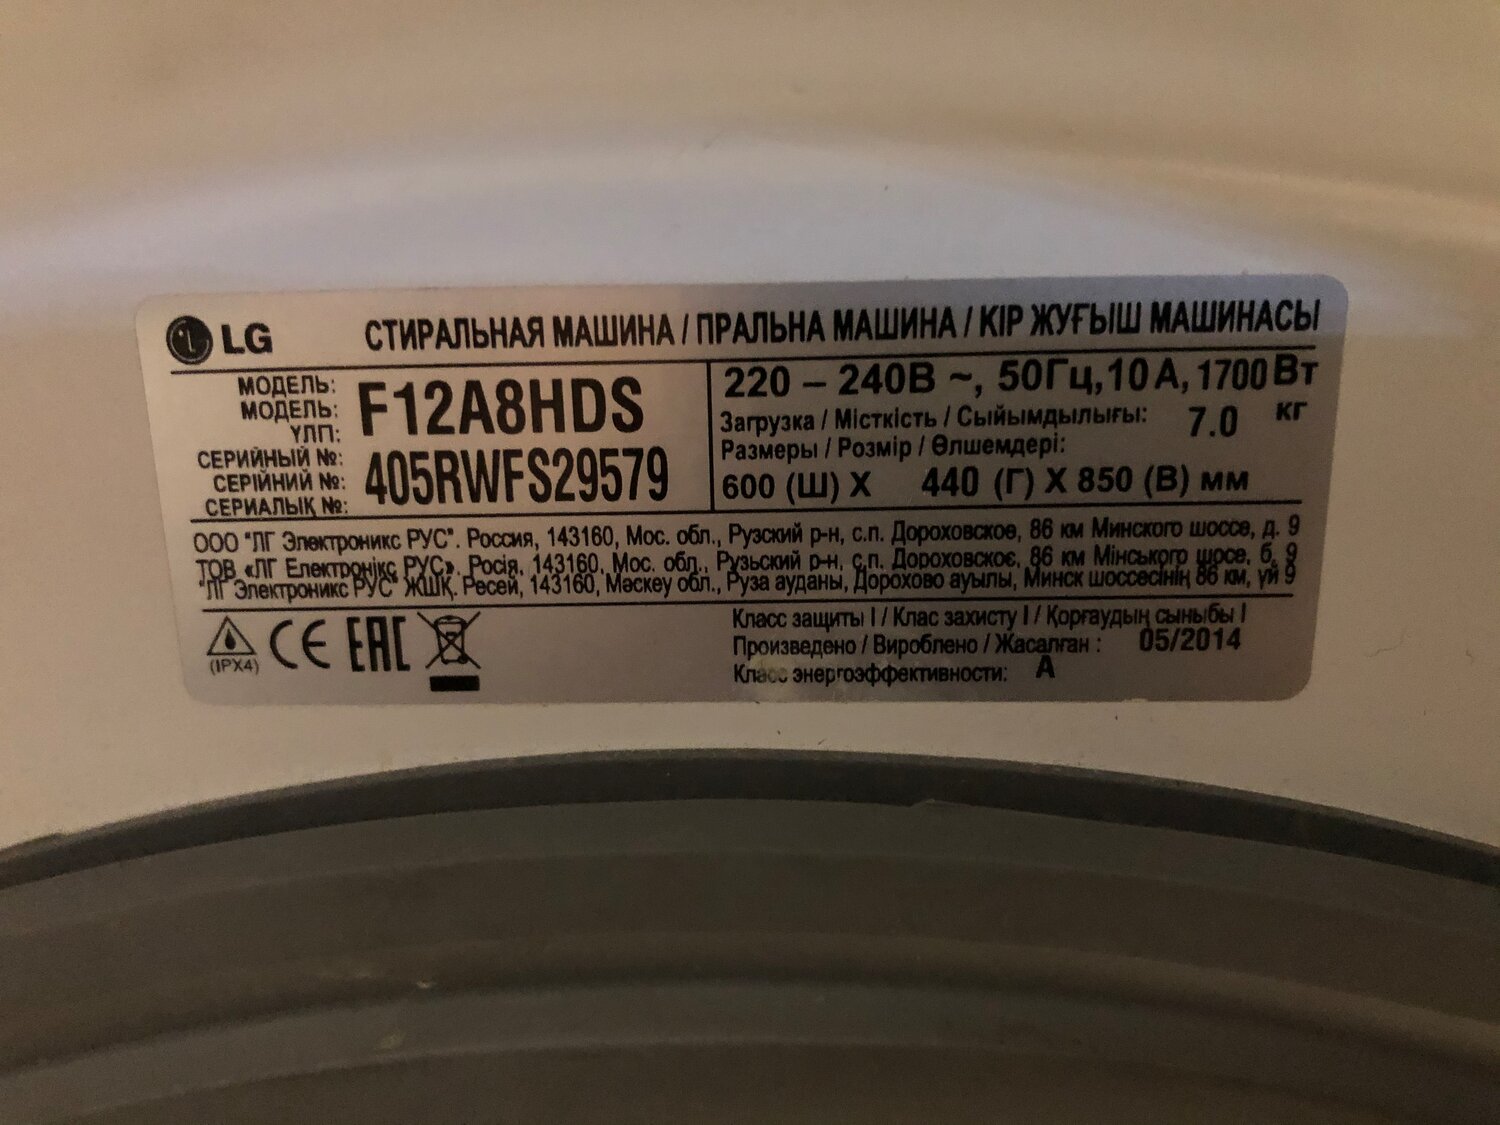 LG
СТИРАЛЬНАЯ МАШИНА / ПРАЛЬНА МАШИНА / КІР ЖУҒЫШ МАШИНАСЫ
МОДЕЛЬ:
МОДЕЛЬ:
ҮЛГІ:
F12A8HDS
СЕРИЙНЫЙ №:
СЕРІЙНИЙ №:
СЕРИАЛЫҚ №:
405RWFS29579
220 – 240В ~, 50Гц, 10 А, 1700 Вт
Загрузка / Місткість / Сыйымдылығы: 7.0 кг
Размеры / Розмір / Өлшемдері:
600 (Ш) X 440 (Г) X 850 (В) мм
ООО "ЛГ Электроникс РУС". Россия, 143160, Мос. обл., Рузский р-н, с.п. Дороховское, 86 км Минского шоссе, д. 9
ТОВ «ЛГ Електронікс РУС». Росія, 143160, Мос. обл., Рузьский р-н, с.п. Дороховскоє, 86 км Мінського шосе, б. 9
"ЛГ Электроникс РУС" ЖШҚ. Ресей, 143160, Мәскеу обл., Руза ауданы, Дорохово ауылы, Минск шоссесінің 86 км, үй 9
(IPX4)
CE EAC
Класс защиты I / Клас захисту I / Қорғаудың сыныбы I
Произведено / Вироблено / Жасалған : 05/2014
Класс энергоэффективности: A